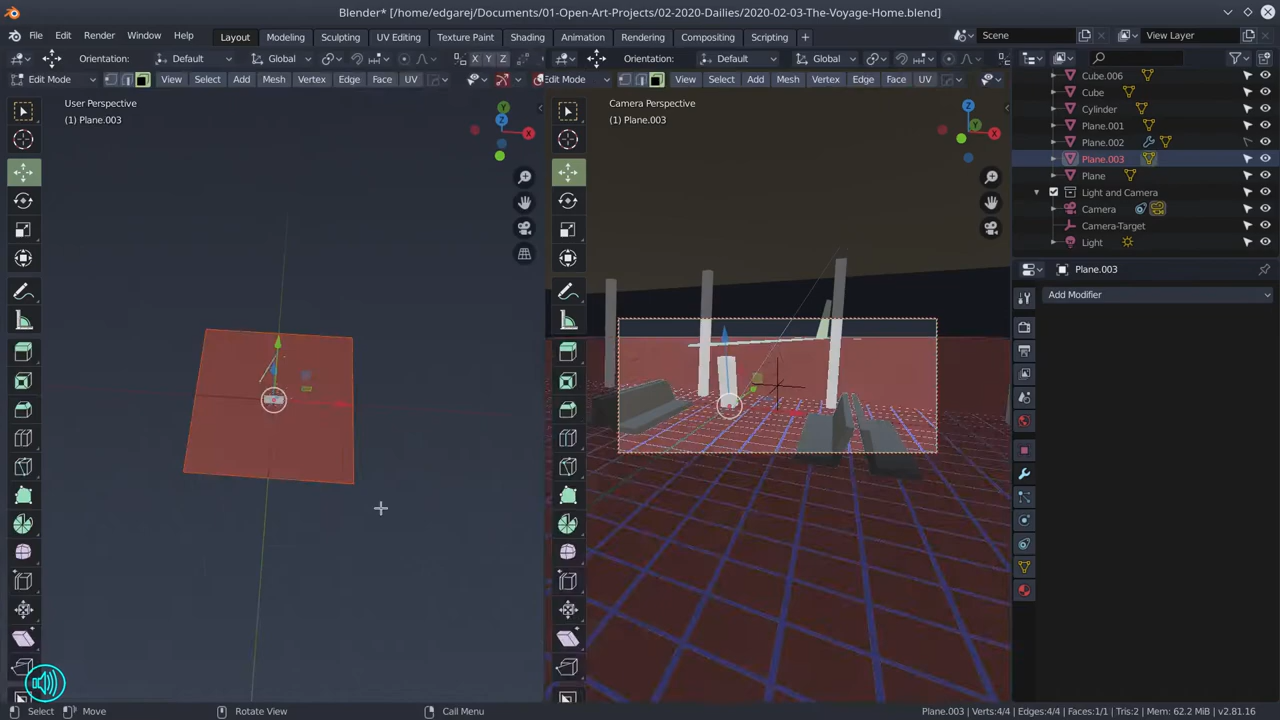 Blender* [/home/edgarej/Documents/01-Open-Art-Projects/02-2020-Dailies/2020-02-03-The-Voyage-Home.blend]
File Edit Render Window Help Layout Modeling Sculpting UV Editing Texture Paint Shading Animation Rendering Compositing Scripting + Scene View Layer
Orientation: Default Global X Y Z Orientation: Default Global
Edit Mode View Select Add Mesh Vertex Edge Face UV Edit Mode View Select Add Mesh Vertex Edge Face UV
User Perspective
(1) Plane.003
Camera Perspective
(1) Plane.003
Cube.006
Cube
Cylinder
Plane.001
Plane.002
Plane.003
Plane
Light and Camera
Camera
Camera-Target
Light
Plane.003
Add Modifier
Y
Z
X
Z
Y
X
Select Move Rotate View Call Menu Plane.003 | Verts:4/4 | Edges:4/4 | Faces:1/1 | Tris:2 | Mem: 62.2 MiB | v2.81.16